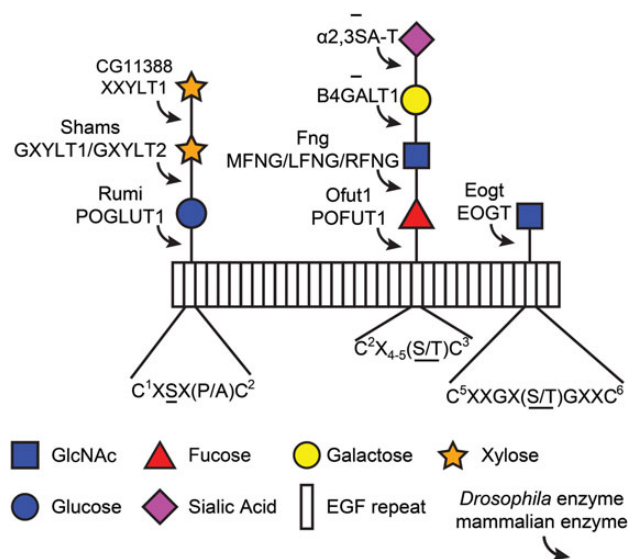 CG11388
XXYLT1
Shams
GXYLT1/GXYLT2
Rumi
POGLUT1
–
α2,3SA-T
–
B4GALT1
Fng
MFNG/LFNG/RFNG
Ofut1
POFUT1
Eogt
EOGT
C¹XSX(P/A)C²
C²X₄₋₅(S/T)C³
C⁵XXGX(S/T)GXXC⁶
GlcNAc
Fucose
Galactose
Xylose
Glucose
Sialic Acid
EGF repeat
Drosophila enzyme
mammalian enzyme